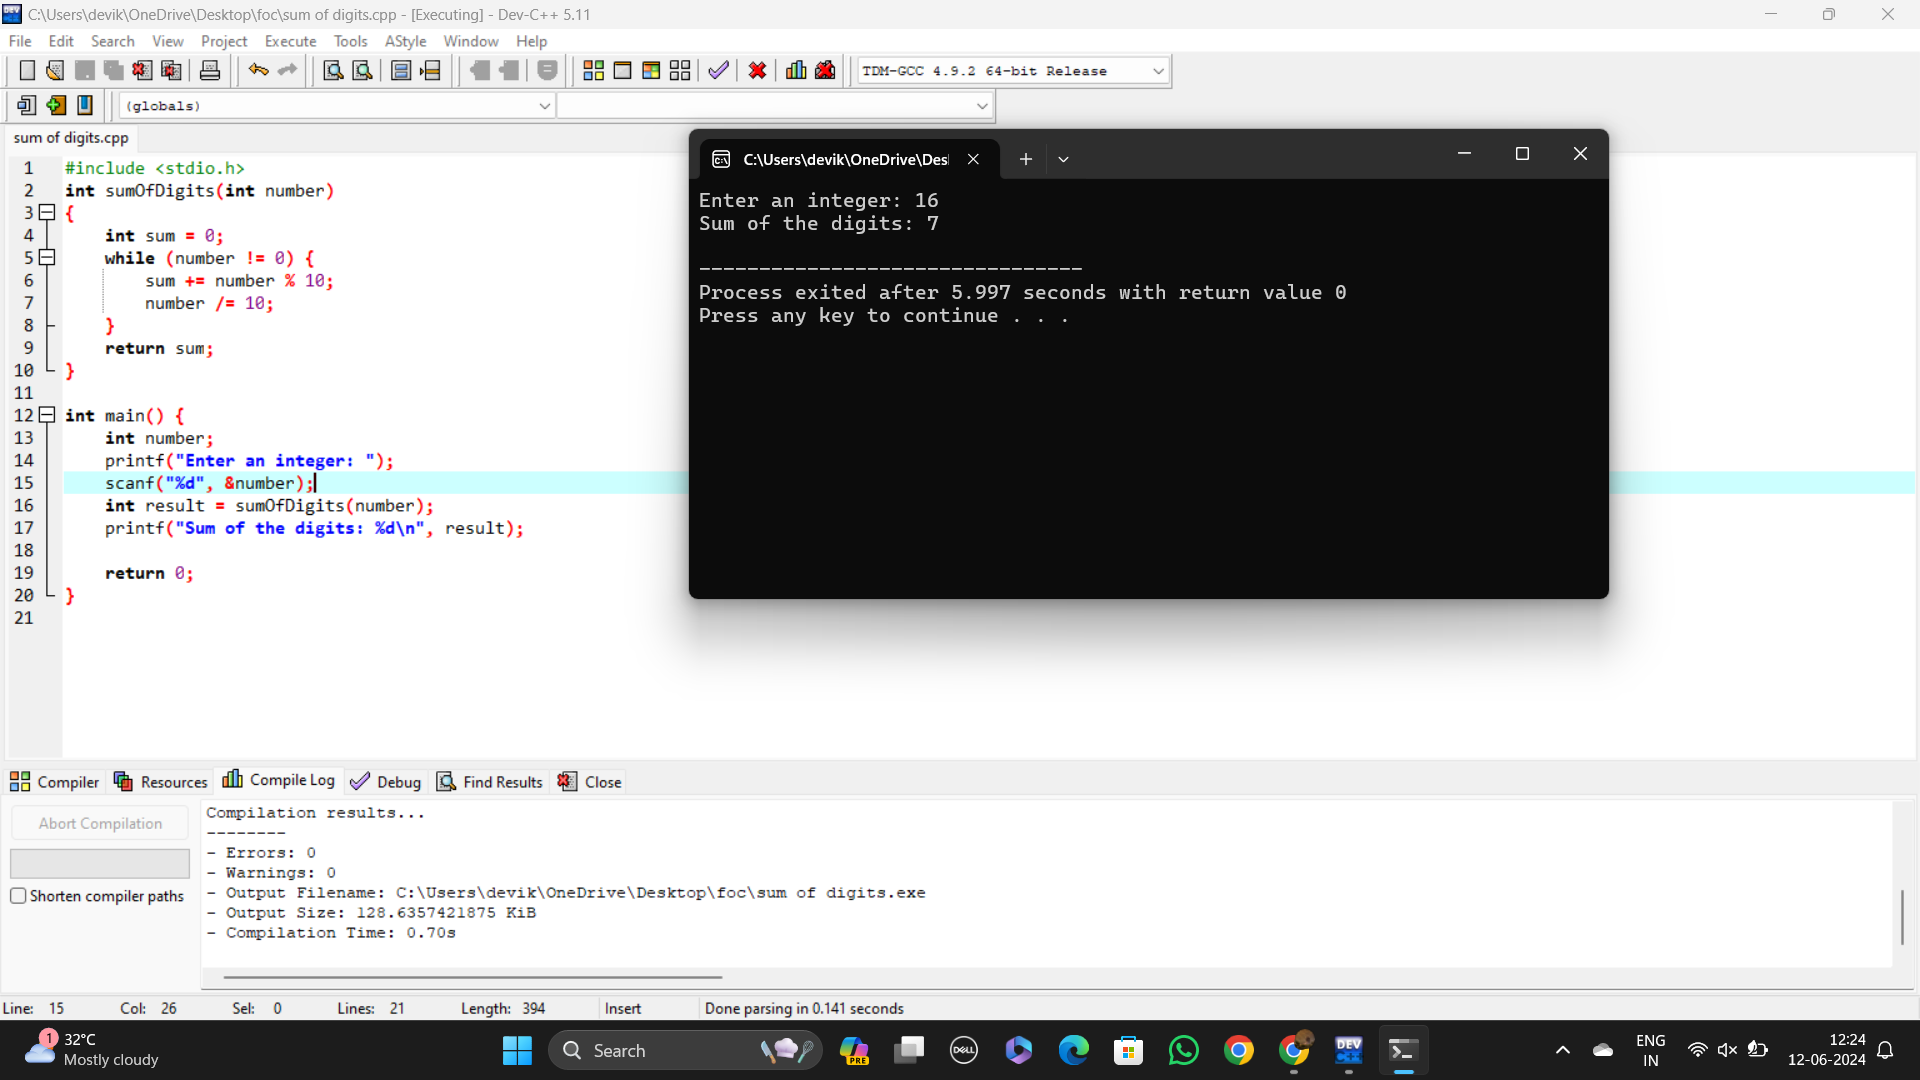 C:\Users\devik\OneDrive\Desktop\foc\sum of digits.cpp - [Executing] - Dev-C++ 5.11
File Edit Search View Project Execute Tools AStyle Window Help
TDM-GCC 4.9.2 64-bit Release
(globals)
sum of digits.cpp
1 #include <stdio.h>
2 int sumOfDigits(int number)
3 {
4 int sum = 0;
5 while (number != 0) {
6 sum += number % 10;
7 number /= 10;
8 }
9 return sum;
10 }
11
12 int main() {
13 int number;
14 printf("Enter an integer: ");
15 scanf("%d", &number);
16 int result = sumOfDigits(number);
17 printf("Sum of the digits: %d\n", result);
18
19 return 0;
20 }
21
C:\Users\devik\OneDrive\Des
Enter an integer: 16
Sum of the digits: 7
--------------------------------
Process exited after 5.997 seconds with return value 0
Press any key to continue . . .
Compiler Resources Compile Log Debug Find Results Close
Abort Compilation
Shorten compiler paths
Compilation results...
--------
- Errors: 0
- Warnings: 0
- Output Filename: C:\Users\devik\OneDrive\Desktop\foc\sum of digits.exe
- Output Size: 128.6357421875 KiB
- Compilation Time: 0.70s
Line: 15 Col: 26 Sel: 0 Lines: 21 Length: 394 Insert Done parsing in 0.141 seconds
1
32°C
Mostly cloudy
Search
PRE
DELL
DEV
C++
ENG
IN
12:24
12-06-2024